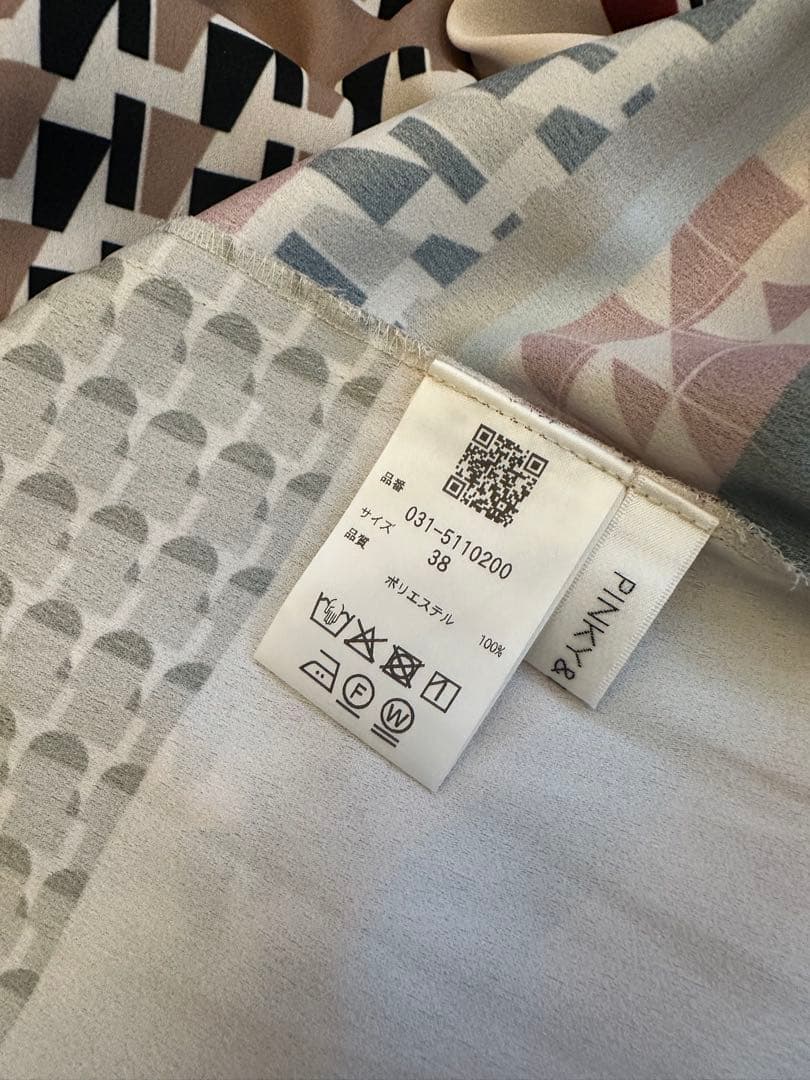 品番
031-5110200
サイズ 38
品質
ポリエステル 100%
F
W
PINKY&